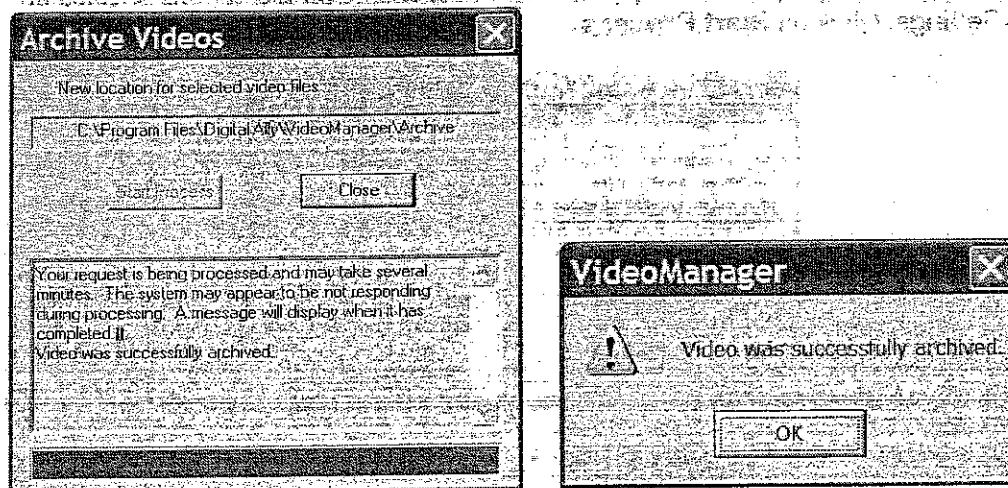 Archive Videos
New location for selected video files
C:\Program Files\Digital Ally\VideoManager\Archive
Start Process
Close
Your request is being processed and may take several
minutes. The system may appear to be not responding
during processing. A message will display when it has
completed.
Video was successfully archived.
VideoManager
Video was successfully archived.
OK